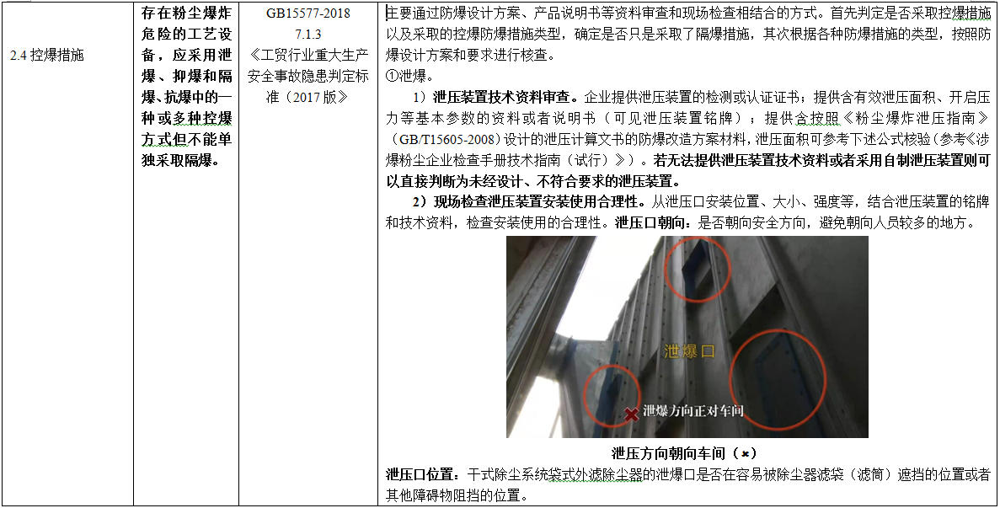 2.4 控爆措施
存在粉尘爆炸
危险的工艺设
备，应采用泄
爆、抑爆和隔
爆、抗爆中的一
种或多种控爆
方式但不能单
独采取隔爆。
GB15577-2018
7.1.3
《工贸行业重大生产
安全事故隐患判定标
准（2017 版》
主要通过防爆设计方案、产品说明书等资料审查和现场检查相结合的方式。首先判定是否采取控爆措施
以及采取的控爆防爆措施类型，确定是否只是采取了隔爆措施，其次根据各种防爆措施的类型，按照防
爆设计方案和要求进行核查。
①泄爆。
1）泄压装置技术资料审查。企业提供泄压装置的检测或认证证书；提供含有效泄压面积、开启压
力等基本参数的资料或者说明书（可见泄压装置铭牌）；提供含按照《粉尘爆炸泄压指南》
（GB/T15605-2008）设计的泄压计算文书的防爆改造方案材料，泄压面积可参考下述公式核验（参考《涉
爆粉尘企业检查手册技术指南（试行）》）。若无法提供泄压装置技术资料或者采用自制泄压装置则可
以直接判断为未经设计、不符合要求的泄压装置。
2）现场检查泄压装置安装使用合理性。从泄压口安装位置、大小、强度等，结合泄压装置的铭牌
和技术资料，检查安装使用的合理性。泄压口朝向：是否朝向安全方向，避免朝向人员较多的地方。
泄爆口
泄爆方向正对车间
泄压方向朝向车间（×）
泄压口位置：干式除尘系统袋式外滤除尘器的泄爆口是否在容易被除尘器滤袋（滤筒）遮挡的位置或者
其他障碍物阻挡的位置。